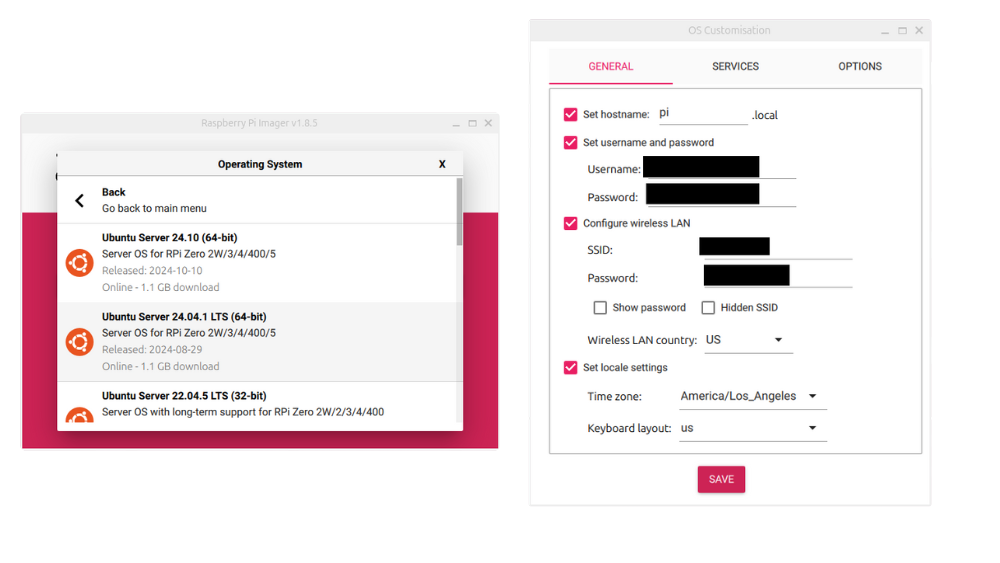 Raspberry Pi Imager v1.8.5
Operating System
X
Back
Go back to main menu
Ubuntu Server 24.10 (64-bit)
Server OS for RPi Zero 2W/3/4/400/5
Released: 2024-10-10
Online - 1.1 GB download
Ubuntu Server 24.04.1 LTS (64-bit)
Server OS for RPi Zero 2W/3/4/400/5
Released: 2024-08-29
Online - 1.1 GB download
Ubuntu Server 22.04.5 LTS (32-bit)
Server OS with long-term support for RPi Zero 2W/2/3/4/400
OS Customisation
GENERAL SERVICES OPTIONS
Set hostname: pi .local
Set username and password
Username:
Password:
Configure wireless LAN
SSID:
Password:
Show password Hidden SSID
Wireless LAN country: US
Set locale settings
Time zone: America/Los_Angeles
Keyboard layout: us
SAVE